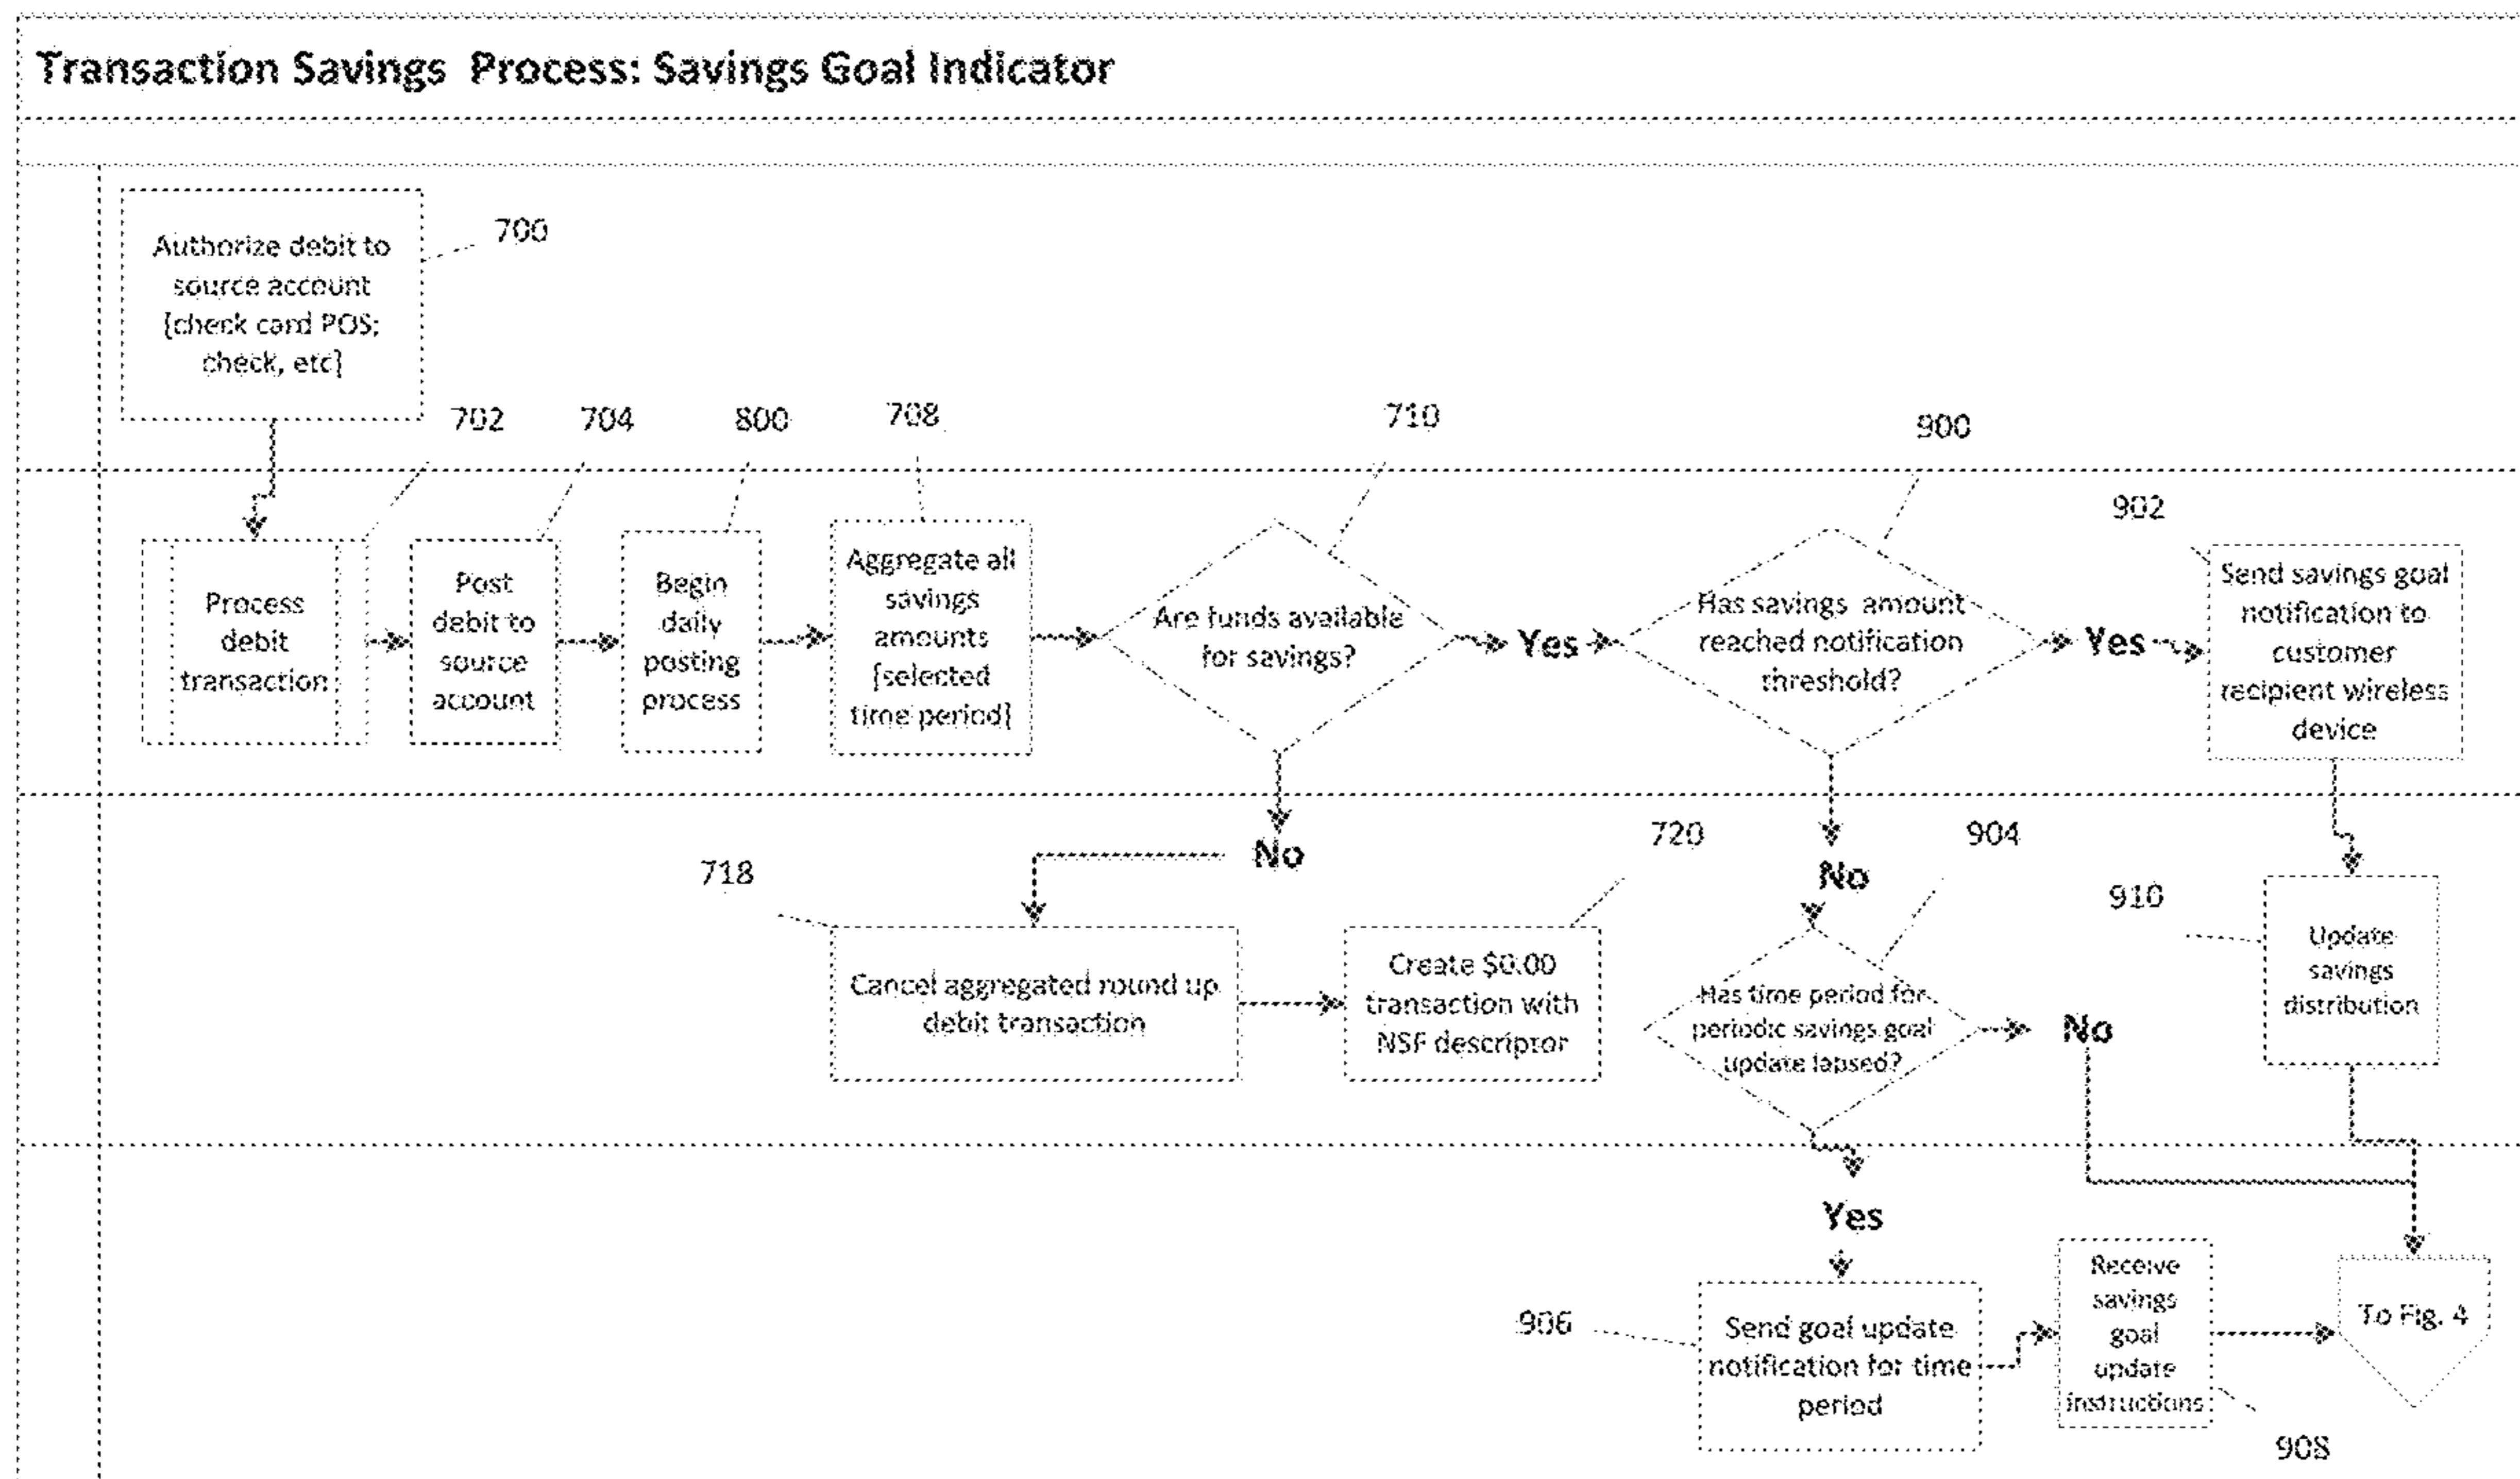 Transaction Savings Process: Savings Goal Indicator
Authorize debit to
source account
(check card POS;
check, etc)
700
702
704
800
708
710
900
902
Process
debit
transaction
Post
debit to
source
account
Begin
daily
posting
process
Aggregate all
savings
amounts
(selected
time period)
Are funds available
for savings?
Yes
Has savings amount
reached notification
threshold?
Yes
Send savings goal
notification to
customer
recipient wireless
device
No
718
Cancel aggregated round up
debit transaction
720
Create $0.00
transaction with
NSF descriptor
No
904
Has time period for
periodic savings goal
update lapsed?
No
910
Update
savings
distribution
Yes
906
Send goal update
notification for time
period
Receive
savings
goal
update
instructions
908
To Fig. 4